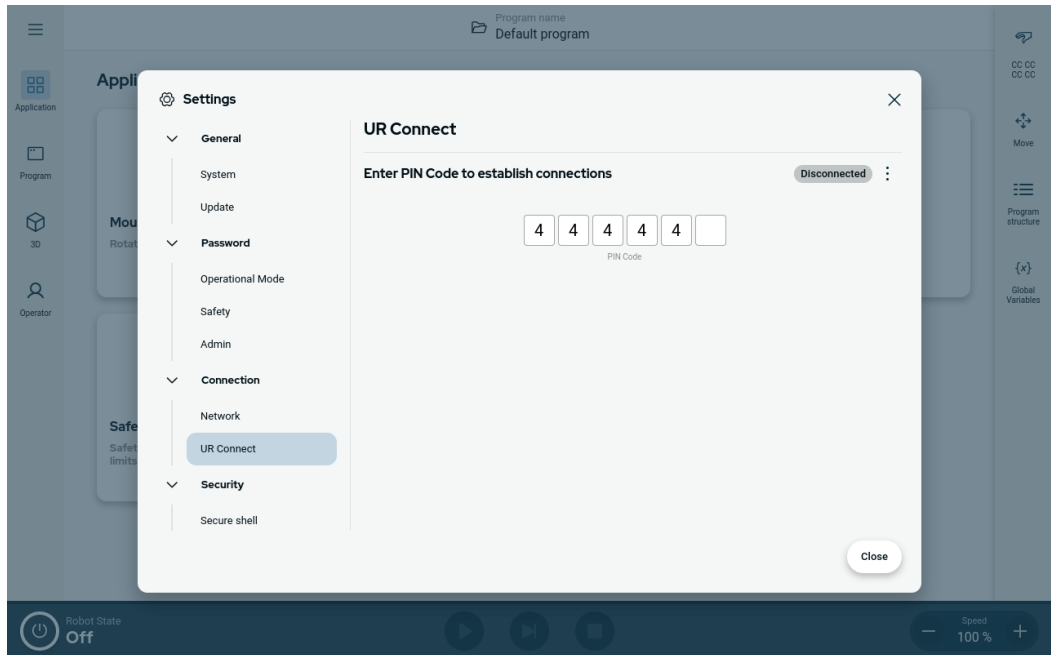 Program name
Default program
Application
Program
3D
Operator
Appli
Mou
Rotat
Safe
Safet
limits
Settings
General
System
Update
Password
Operational Mode
Safety
Admin
Connection
Network
UR Connect
Security
Secure shell
UR Connect
Enter PIN Code to establish connections
Disconnected
4 4 4 4 4
PIN Code
Close
CC CC
CC CC
Move
Program
structure
{x}
Global
Variables
Robot State
Off
Speed
100 %